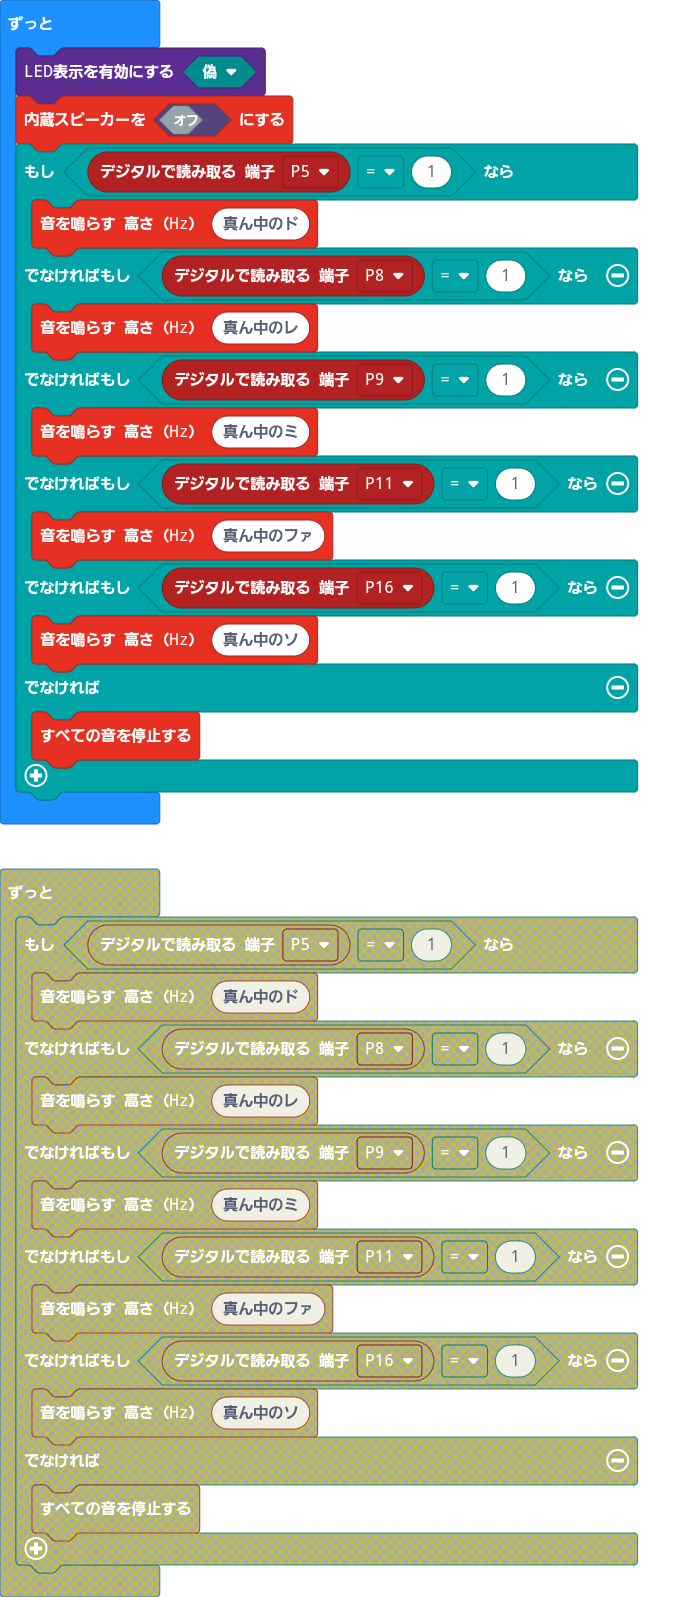 ずっと
LED表示を有効にする 偽
内蔵スピーカーを オフ にする
もし デジタルで読み取る 端子 P5 = 1 なら
音を鳴らす 高さ（Hz） 真ん中のド
でなければもし デジタルで読み取る 端子 P8 = 1 なら
音を鳴らす 高さ（Hz） 真ん中のレ
でなければもし デジタルで読み取る 端子 P9 = 1 なら
音を鳴らす 高さ（Hz） 真ん中のミ
でなければもし デジタルで読み取る 端子 P11 = 1 なら
音を鳴らす 高さ（Hz） 真ん中のファ
でなければもし デジタルで読み取る 端子 P16 = 1 なら
音を鳴らす 高さ（Hz） 真ん中のソ
でなければ
すべての音を停止する
ずっと
もし デジタルで読み取る 端子 P5 = 1 なら
音を鳴らす 高さ（Hz） 真ん中のド
でなければもし デジタルで読み取る 端子 P8 = 1 なら
音を鳴らす 高さ（Hz） 真ん中のレ
でなければもし デジタルで読み取る 端子 P9 = 1 なら
音を鳴らす 高さ（Hz） 真ん中のミ
でなければもし デジタルで読み取る 端子 P11 = 1 なら
音を鳴らす 高さ（Hz） 真ん中のファ
でなければもし デジタルで読み取る 端子 P16 = 1 なら
音を鳴らす 高さ（Hz） 真ん中のソ
でなければ
すべての音を停止する